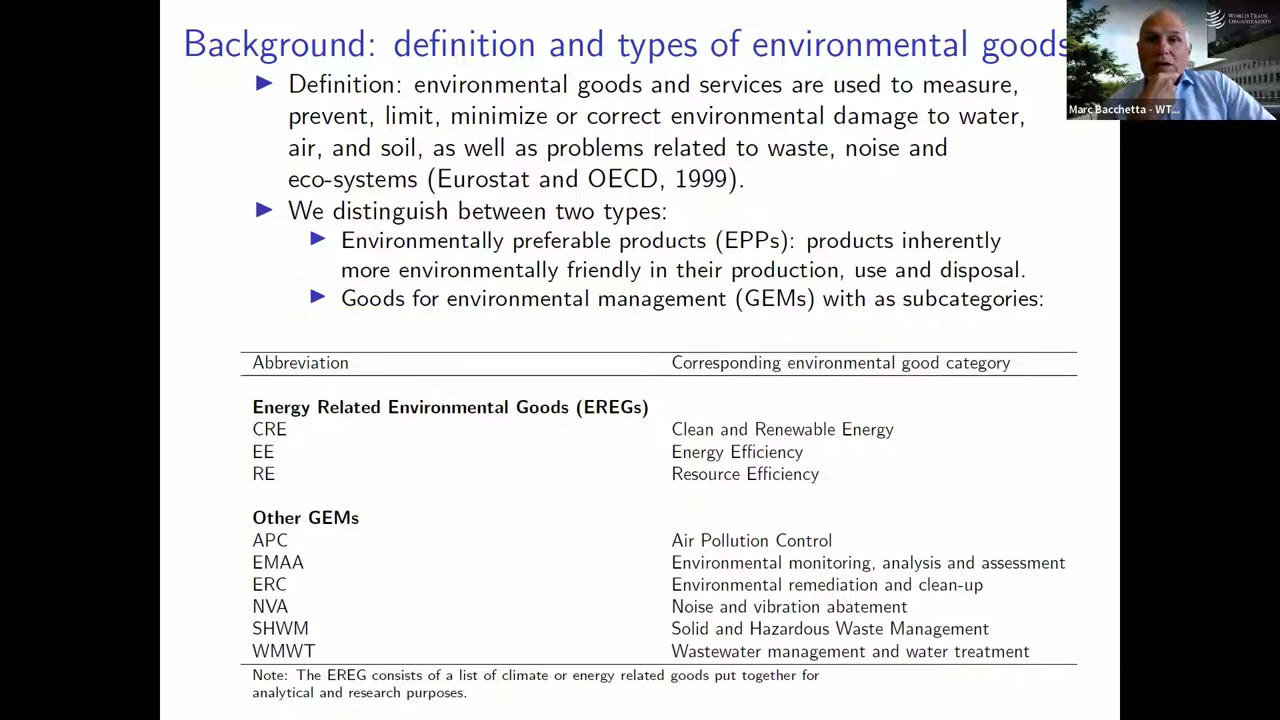 Background: definition and types of environmental goods
WORLD TRADE
ORGANIZATION
Marc Bacchetta - WT...
▶ Definition: environmental goods and services are used to measure,
prevent, limit, minimize or correct environmental damage to water,
air, and soil, as well as problems related to waste, noise and
eco-systems (Eurostat and OECD, 1999).
▶ We distinguish between two types:
▶ Environmentally preferable products (EPPs): products inherently
more environmentally friendly in their production, use and disposal.
▶ Goods for environmental management (GEMs) with as subcategories:
Abbreviation Corresponding environmental good category
Energy Related Environmental Goods (EREGs)
CRE Clean and Renewable Energy
EE Energy Efficiency
RE Resource Efficiency
Other GEMs
APC Air Pollution Control
EMAA Environmental monitoring, analysis and assessment
ERC Environmental remediation and clean-up
NVA Noise and vibration abatement
SHWM Solid and Hazardous Waste Management
WMWT Wastewater management and water treatment
Note: The EREG consists of a list of climate or energy related goods put together for
analytical and research purposes.